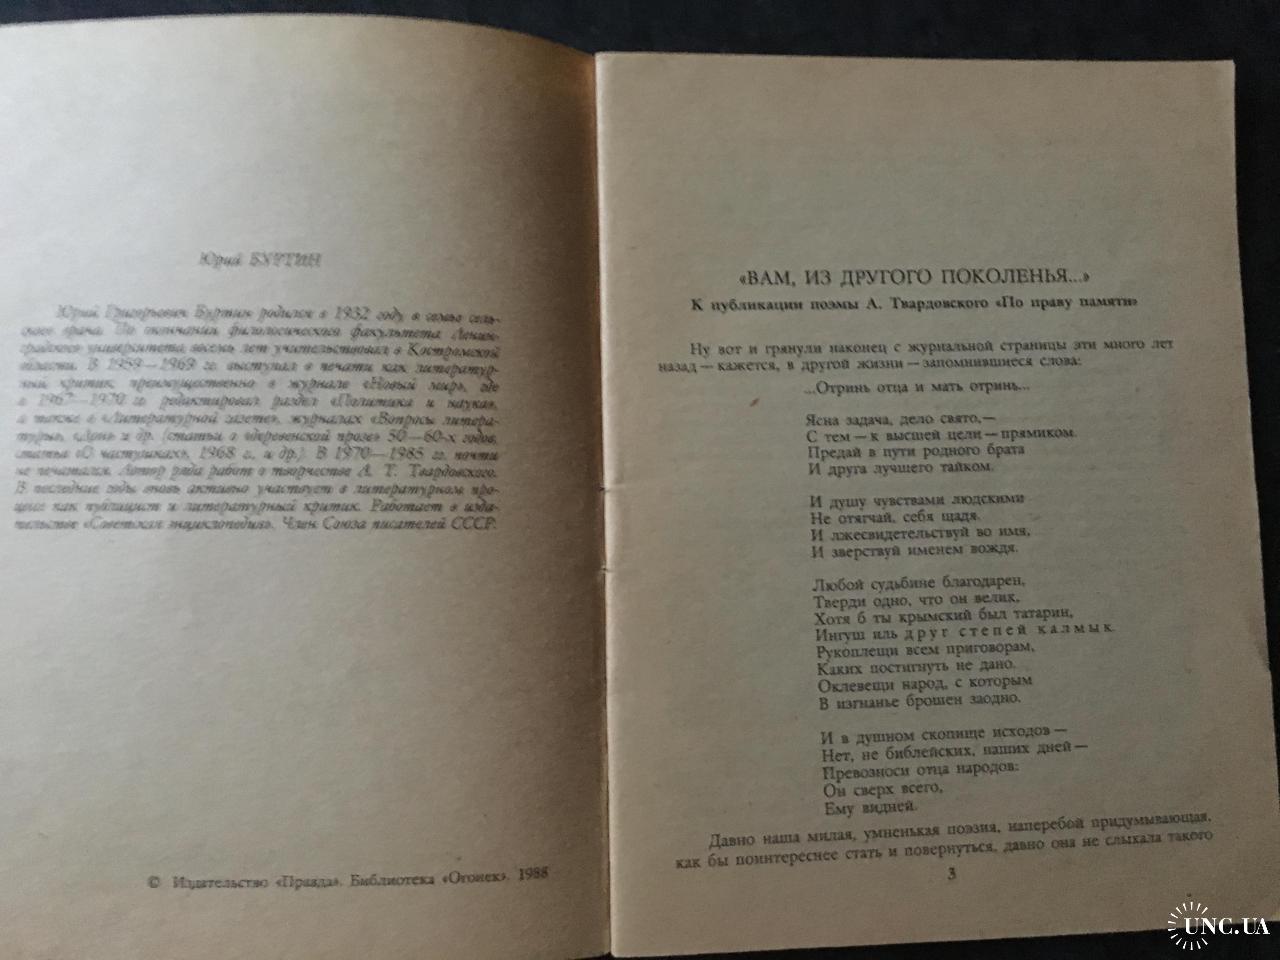 Юрий БУРТИН
Юрий Григорьевич Буртин родился в 1932 году в семье сель-
ского врача. По окончании филологического факультета Ленин-
градского университета восемь лет учительствовал в Костромской
области. В 1959—1969 гг. выступал в печати как литератур-
ный критик, преимущественно в журнале «Новый мир», где
в 1967—1970 гг. редактировал раздел «Политика и наука»,
а также в «Литературной газете», журналах «Вопросы литера-
туры», «Дон» и др. (статьи о «деревенской прозе» 50—60-х годов,
статья «О частушках», 1968 г., и др.). В 1970—1985 гг. почти
не печатался. Автор ряда работ о творчестве А. Т. Твардовского.
В последние годы вновь активно участвует в литературном про-
цессе как публицист и литературный критик. Работает в изда-
тельстве «Советская энциклопедия». Член Союза писателей СССР.
© Издательство «Правда». Библиотека «Огонек». 1988
«ВАМ, ИЗ ДРУГОГО ПОКОЛЕНЬЯ...»
К публикации поэмы А. Твардовского «По праву памяти»
Ну вот и грянули наконец с журнальной страницы эти много лет
назад — кажется, в другой жизни — запомнившиеся слова:
...Отринь отца и мать отринь...
Ясна задача, дело свято,—
С тем — к высшей цели — прямиком.
Предай в пути родного брата
И друга лучшего тайком.
И душу чувствами людскими
Не отягчай, себя щадя.
И лжесвидетельствуй во имя,
И зверствуй именем вождя.
Любой судьбине благодарен,
Тверди одно, что он велик,
Хотя б ты крымский был татарин,
Ингуш иль друг степей калмык.
Рукоплещи всем приговорам,
Каких постигнуть не дано.
Оклевещи народ, с которым
В изгнанье брошен заодно.
И в душном скопище исходов —
Нет, не библейских, наших дней —
Превозноси отца народов:
Он сверх всего,
Ему видней.
Давно наша милая, умненькая поэзия, наперебой придумывающая,
как бы поинтереснее стать и повернуться, давно она не слыхала такого
3
UNC.UA